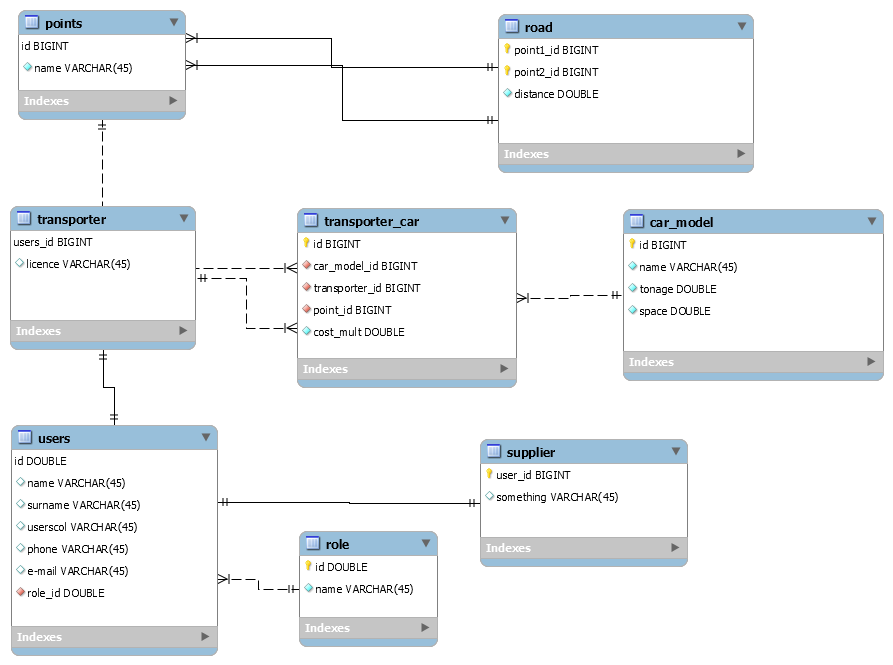 points
id BIGINT
name VARCHAR(45)
Indexes
road
point1_id BIGINT
point2_id BIGINT
distance DOUBLE
Indexes
transporter
users_id BIGINT
licence VARCHAR(45)
Indexes
transporter_car
id BIGINT
car_model_id BIGINT
transporter_id BIGINT
point_id BIGINT
cost_mult DOUBLE
Indexes
car_model
id BIGINT
name VARCHAR(45)
tonage DOUBLE
space DOUBLE
Indexes
users
id DOUBLE
name VARCHAR(45)
surname VARCHAR(45)
userscol VARCHAR(45)
phone VARCHAR(45)
e-mail VARCHAR(45)
role_id DOUBLE
Indexes
supplier
user_id BIGINT
something VARCHAR(45)
Indexes
role
id DOUBLE
name VARCHAR(45)
Indexes